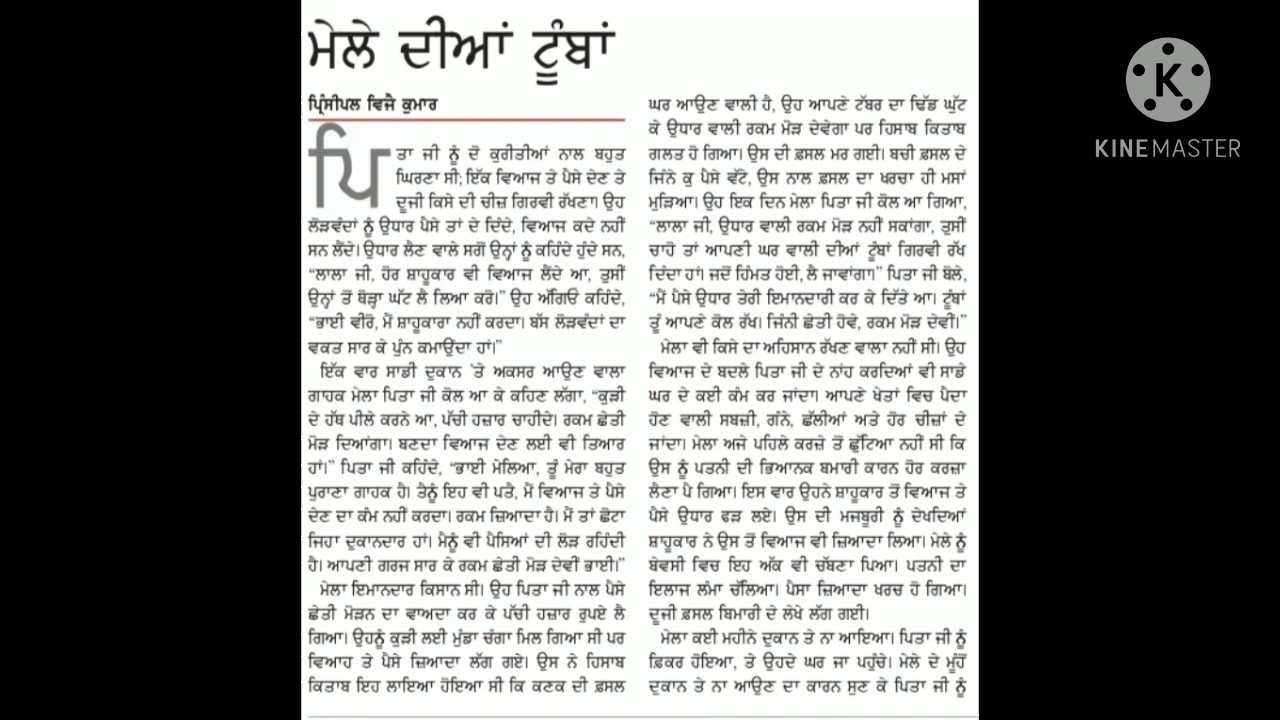 ਮੇਲੇ ਦੀਆਂ ਟੂੰਬਾਂ
ਪ੍ਰਿੰਸੀਪਲ ਵਿਜੈ ਕੁਮਾਰ
ਪਿਤਾ ਜੀ ਨੂੰ ਦੋ ਕੁਰੀਤੀਆਂ ਨਾਲ ਬਹੁਤ
ਘਿਰਣਾ ਸੀ; ਇੱਕ ਵਿਆਜ ਤੇ ਪੈਸੇ ਦੇਣ ਤੇ
ਦੂਜੀ ਕਿਸੇ ਦੀ ਚੀਜ਼ ਗਿਰਵੀ ਰੱਖਣਾ। ਉਹ
ਲੋੜਵੰਦਾਂ ਨੂੰ ਉਧਾਰ ਪੈਸੇ ਤਾਂ ਦੇ ਦਿੰਦੇ, ਵਿਆਜ ਕਦੇ ਨਹੀਂ
ਸਨ ਲੈਂਦੇ। ਉਧਾਰ ਲੈਣ ਵਾਲੇ ਸਗੋਂ ਉਨ੍ਹਾਂ ਨੂੰ ਕਹਿੰਦੇ ਹੁੰਦੇ ਸਨ,
“ਲਾਲਾ ਜੀ, ਹੋਰ ਸ਼ਾਹੂਕਾਰ ਵੀ ਵਿਆਜ ਲੈਂਦੇ ਆ, ਤੁਸੀਂ
ਉਨ੍ਹਾਂ ਤੋਂ ਥੋੜ੍ਹਾ ਘੱਟ ਲੈ ਲਿਆ ਕਰੋ।” ਉਹ ਅੱਗਿਓਂ ਕਹਿੰਦੇ,
“ਭਾਈ ਵੀਰੋ, ਮੈਂ ਸ਼ਾਹੂਕਾਰਾ ਨਹੀਂ ਕਰਦਾ। ਬੱਸ ਲੋੜਵੰਦਾਂ ਦਾ
ਵਕਤ ਸਾਰ ਕੇ ਪੁੰਨ ਕਮਾਉਂਦਾ ਹਾਂ।”
ਇੱਕ ਵਾਰ ਸਾਡੀ ਦੁਕਾਨ ’ਤੇ ਅਕਸਰ ਆਉਣ ਵਾਲਾ
ਗਾਹਕ ਮੇਲਾ ਪਿਤਾ ਜੀ ਕੋਲ ਆ ਕੇ ਕਹਿਣ ਲੱਗਾ, “ਕੁੜੀ
ਦੇ ਹੱਥ ਪੀਲੇ ਕਰਨੇ ਆ, ਪੱਚੀ ਹਜ਼ਾਰ ਚਾਹੀਦੇ। ਰਕਮ ਛੇਤੀ
ਮੋੜ ਦਿਆਂਗਾ। ਬਣਦਾ ਵਿਆਜ ਦੇਣ ਲਈ ਵੀ ਤਿਆਰ
ਹਾਂ।” ਪਿਤਾ ਜੀ ਕਹਿੰਦੇ, “ਭਾਈ ਮੇਲਿਆ, ਤੂੰ ਮੇਰਾ ਬਹੁਤ
ਪੁਰਾਣਾ ਗਾਹਕ ਹੈ। ਤੈਨੂੰ ਇਹ ਵੀ ਪਤੈ, ਮੈਂ ਵਿਆਜ ਤੇ ਪੈਸੇ
ਦੇਣ ਦਾ ਕੰਮ ਨਹੀਂ ਕਰਦਾ। ਰਕਮ ਜ਼ਿਆਦਾ ਹੈ। ਮੈਂ ਤਾਂ ਛੋਟਾ
ਜਿਹਾ ਦੁਕਾਨਦਾਰ ਹਾਂ। ਮੈਨੂੰ ਵੀ ਪੈਸਿਆਂ ਦੀ ਲੋੜ ਰਹਿੰਦੀ
ਹੈ। ਆਪਣੀ ਗਰਜ ਸਾਰ ਕੇ ਰਕਮ ਛੇਤੀ ਮੋੜ ਦੇਵੀਂ ਭਾਈ।”
ਮੇਲਾ ਇਮਾਨਦਾਰ ਕਿਸਾਨ ਸੀ। ਉਹ ਪਿਤਾ ਜੀ ਨਾਲ ਪੈਸੇ
ਛੇਤੀ ਮੋੜਨ ਦਾ ਵਾਅਦਾ ਕਰ ਕੇ ਪੱਚੀ ਹਜ਼ਾਰ ਰੁਪਏ ਲੈ
ਗਿਆ। ਉਹਨੂੰ ਕੁੜੀ ਲਈ ਮੁੰਡਾ ਚੰਗਾ ਮਿਲ ਗਿਆ ਸੀ ਪਰ
ਵਿਆਹ ਤੇ ਪੈਸੇ ਜ਼ਿਆਦਾ ਲੱਗ ਗਏ। ਉਸ ਨੇ ਹਿਸਾਬ
ਕਿਤਾਬ ਇਹ ਲਾਇਆ ਹੋਇਆ ਸੀ ਕਿ ਕਣਕ ਦੀ ਫ਼ਸਲ
ਘਰ ਆਉਣ ਵਾਲੀ ਹੈ, ਉਹ ਆਪਣੇ ਟੱਬਰ ਦਾ ਢਿੱਡ ਘੁੱਟ
ਕੇ ਉਧਾਰ ਵਾਲੀ ਰਕਮ ਮੋੜ ਦੇਵੇਗਾ ਪਰ ਹਿਸਾਬ ਕਿਤਾਬ
ਗਲਤ ਹੋ ਗਿਆ। ਉਸ ਦੀ ਫ਼ਸਲ ਮਰ ਗਈ। ਬਚੀ ਫ਼ਸਲ ਦੇ
ਜਿੰਨੇ ਕੁ ਪੈਸੇ ਵੱਟੇ, ਉਸ ਨਾਲ ਫ਼ਸਲ ਦਾ ਖਰਚਾ ਹੀ ਮਸਾਂ
ਮੁੜਿਆ। ਉਹ ਇਕ ਦਿਨ ਮੇਲਾ ਪਿਤਾ ਜੀ ਕੋਲ ਆ ਗਿਆ,
“ਲਾਲਾ ਜੀ, ਉਧਾਰ ਵਾਲੀ ਰਕਮ ਮੋੜ ਨਹੀਂ ਸਕਾਂਗਾ, ਤੁਸੀਂ
ਚਾਹੋ ਤਾਂ ਆਪਣੀ ਘਰ ਵਾਲੀ ਦੀਆਂ ਟੂੰਬਾਂ ਗਿਰਵੀ ਰੱਖ
ਦਿੰਦਾ ਹਾਂ। ਜਦੋਂ ਹਿੰਮਤ ਹੋਈ, ਲੈ ਜਾਵਾਂਗਾ।” ਪਿਤਾ ਜੀ ਬੋਲੇ,
“ਮੈਂ ਪੈਸੇ ਉਧਾਰ ਤੇਰੀ ਇਮਾਨਦਾਰੀ ਕਰ ਕੇ ਦਿੱਤੇ ਆ। ਟੂੰਬਾਂ
ਤੂੰ ਆਪਣੇ ਕੋਲ ਰੱਖ। ਜਿੰਨੀ ਛੇਤੀ ਹੋਵੇ, ਰਕਮ ਮੋੜ ਦੇਵੀਂ।”
ਮੇਲਾ ਵੀ ਕਿਸੇ ਦਾ ਅਹਿਸਾਨ ਰੱਖਣ ਵਾਲਾ ਨਹੀਂ ਸੀ। ਉਹ
ਵਿਆਜ ਦੇ ਬਦਲੇ ਪਿਤਾ ਜੀ ਦੇ ਨਾਂਹ ਕਰਦਿਆਂ ਵੀ ਸਾਡੇ
ਘਰ ਦੇ ਕਈ ਕੰਮ ਕਰ ਜਾਂਦਾ। ਆਪਣੇ ਖੇਤਾਂ ਵਿਚ ਪੈਦਾ
ਹੋਣ ਵਾਲੀ ਸਬਜ਼ੀ, ਗੰਨੇ, ਛੱਲੀਆਂ ਅਤੇ ਹੋਰ ਚੀਜ਼ਾਂ ਦੇ
ਜਾਂਦਾ। ਮੇਲਾ ਅਜੇ ਪਹਿਲੇ ਕਰਜ਼ੇ ਤੋਂ ਛੁੱਟਿਆ ਨਹੀਂ ਸੀ ਕਿ
ਉਸ ਨੂੰ ਪਤਨੀ ਦੀ ਭਿਆਨਕ ਬਮਾਰੀ ਕਾਰਨ ਹੋਰ ਕਰਜ਼ਾ
ਲੈਣਾ ਪੈ ਗਿਆ। ਇਸ ਵਾਰ ਉਹਨੇ ਸ਼ਾਹੂਕਾਰ ਤੋਂ ਵਿਆਜ ਤੇ
ਪੈਸੇ ਉਧਾਰ ਫੜ ਲਏ। ਉਸ ਦੀ ਮਜਬੂਰੀ ਨੂੰ ਦੇਖਦਿਆਂ
ਸ਼ਾਹੂਕਾਰ ਨੇ ਉਸ ਤੋਂ ਵਿਆਜ ਵੀ ਜ਼ਿਆਦਾ ਲਿਆ। ਮੇਲੇ ਨੂੰ
ਬੇਵਸੀ ਵਿਚ ਇਹ ਅੱਕ ਵੀ ਚੱਬਣਾ ਪਿਆ। ਪਤਨੀ ਦਾ
ਇਲਾਜ ਲੰਮਾ ਚੱਲਿਆ। ਪੈਸਾ ਜ਼ਿਆਦਾ ਖਰਚ ਹੋ ਗਿਆ।
ਦੂਜੀ ਫ਼ਸਲ ਬਿਮਾਰੀ ਦੇ ਲੇਖੇ ਲੱਗ ਗਈ।
ਮੇਲਾ ਕਈ ਮਹੀਨੇ ਦੁਕਾਨ ਤੇ ਨਾ ਆਇਆ। ਪਿਤਾ ਜੀ ਨੂੰ
ਫ਼ਿਕਰ ਹੋਇਆ, ਤੇ ਉਹਦੇ ਘਰ ਜਾ ਪਹੁੰਚੇ। ਮੇਲੇ ਦੇ ਮੂੰਹੋਂ
ਦੁਕਾਨ ਤੇ ਨਾ ਆਉਣ ਦਾ ਕਾਰਨ ਸੁਣ ਕੇ ਪਿਤਾ ਜੀ ਨੂੰ
K
KINEMASTER